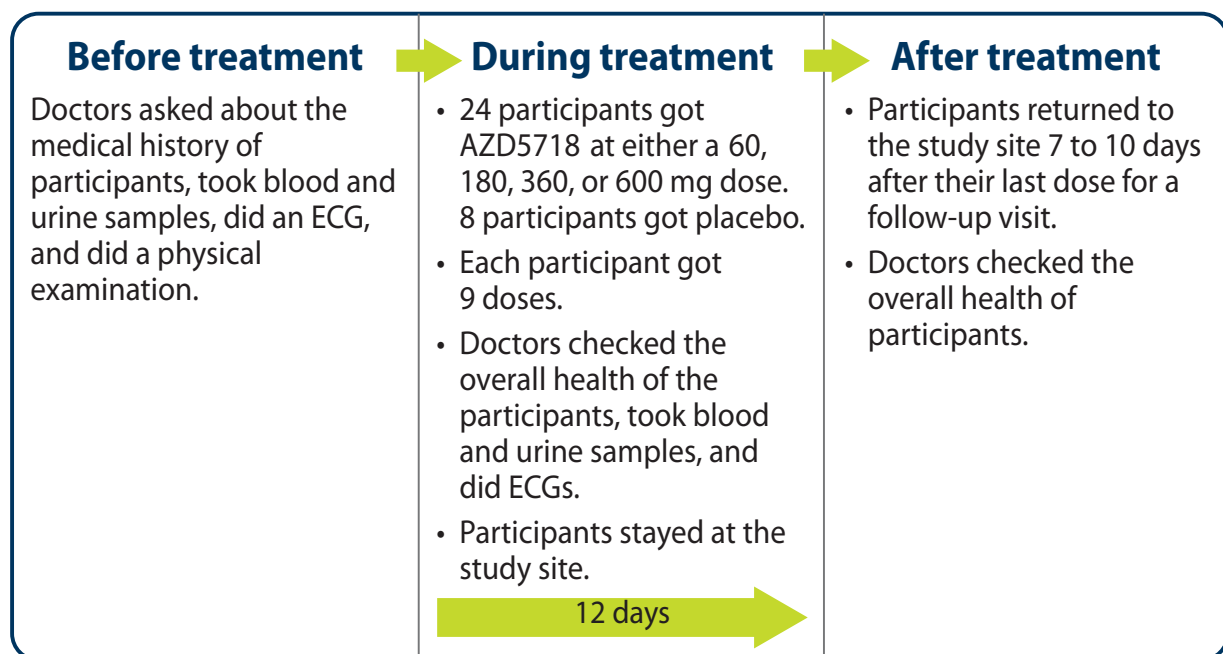 Before treatment
Doctors asked about the
medical history of
participants, took blood and
urine samples, did an ECG,
and did a physical
examination.
During treatment
• 24 participants got
AZD5718 at either a 60,
180, 360, or 600 mg dose.
8 participants got placebo.
• Each participant got
9 doses.
• Doctors checked the
overall health of the
participants, took blood
and urine samples, and
did ECGs.
• Participants stayed at the
study site.
12 days
After treatment
• Participants returned to
the study site 7 to 10 days
after their last dose for a
follow-up visit.
• Doctors checked the
overall health of
participants.